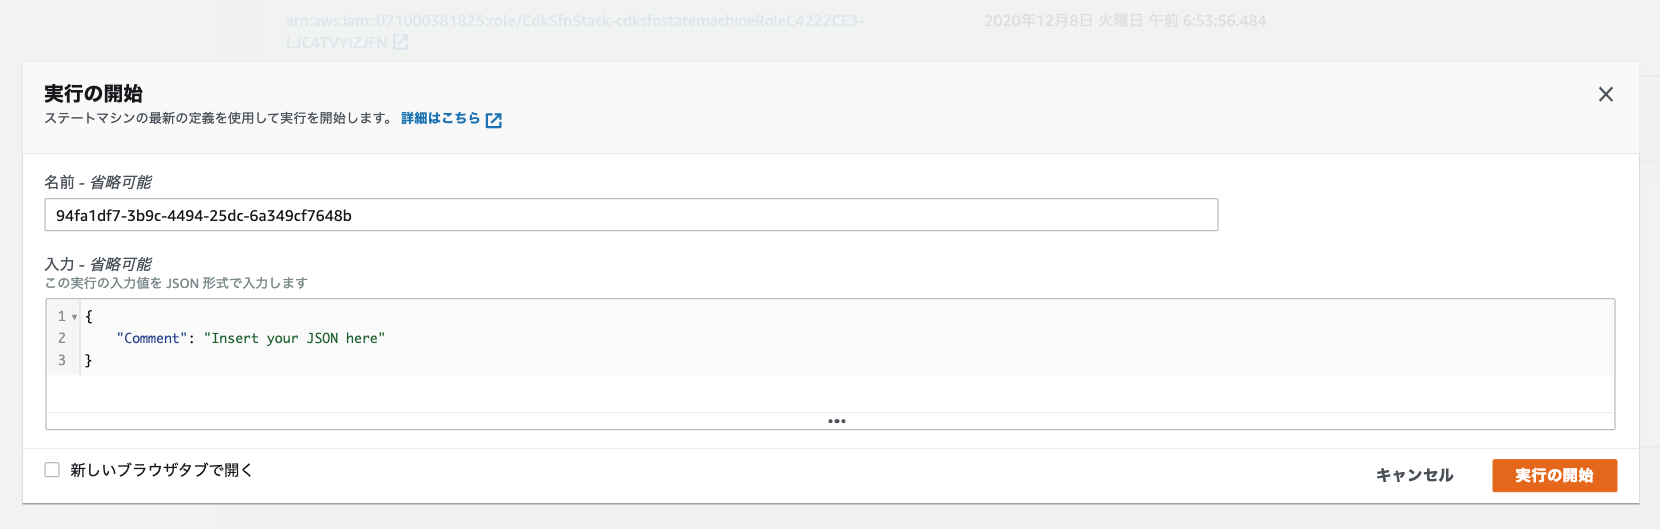 arn:aws:iam::071000381825:role/CdkSfnStack-cdksfnstatemachineRoleC4222CE3-
LJC4TVYIZJFN
2020年12月8日 火曜日 午前 6:53:56.484
実行の開始
ステートマシンの最新の定義を使用して実行を開始します。 詳細はこちら
名前 - 省略可能
94fa1df7-3b9c-4494-25dc-6a349cf7648b
入力 - 省略可能
この実行の入力値を JSON 形式で入力します
1 {
2 "Comment": "Insert your JSON here"
3 }
新しいブラウザタブで開く
キャンセル
実行の開始